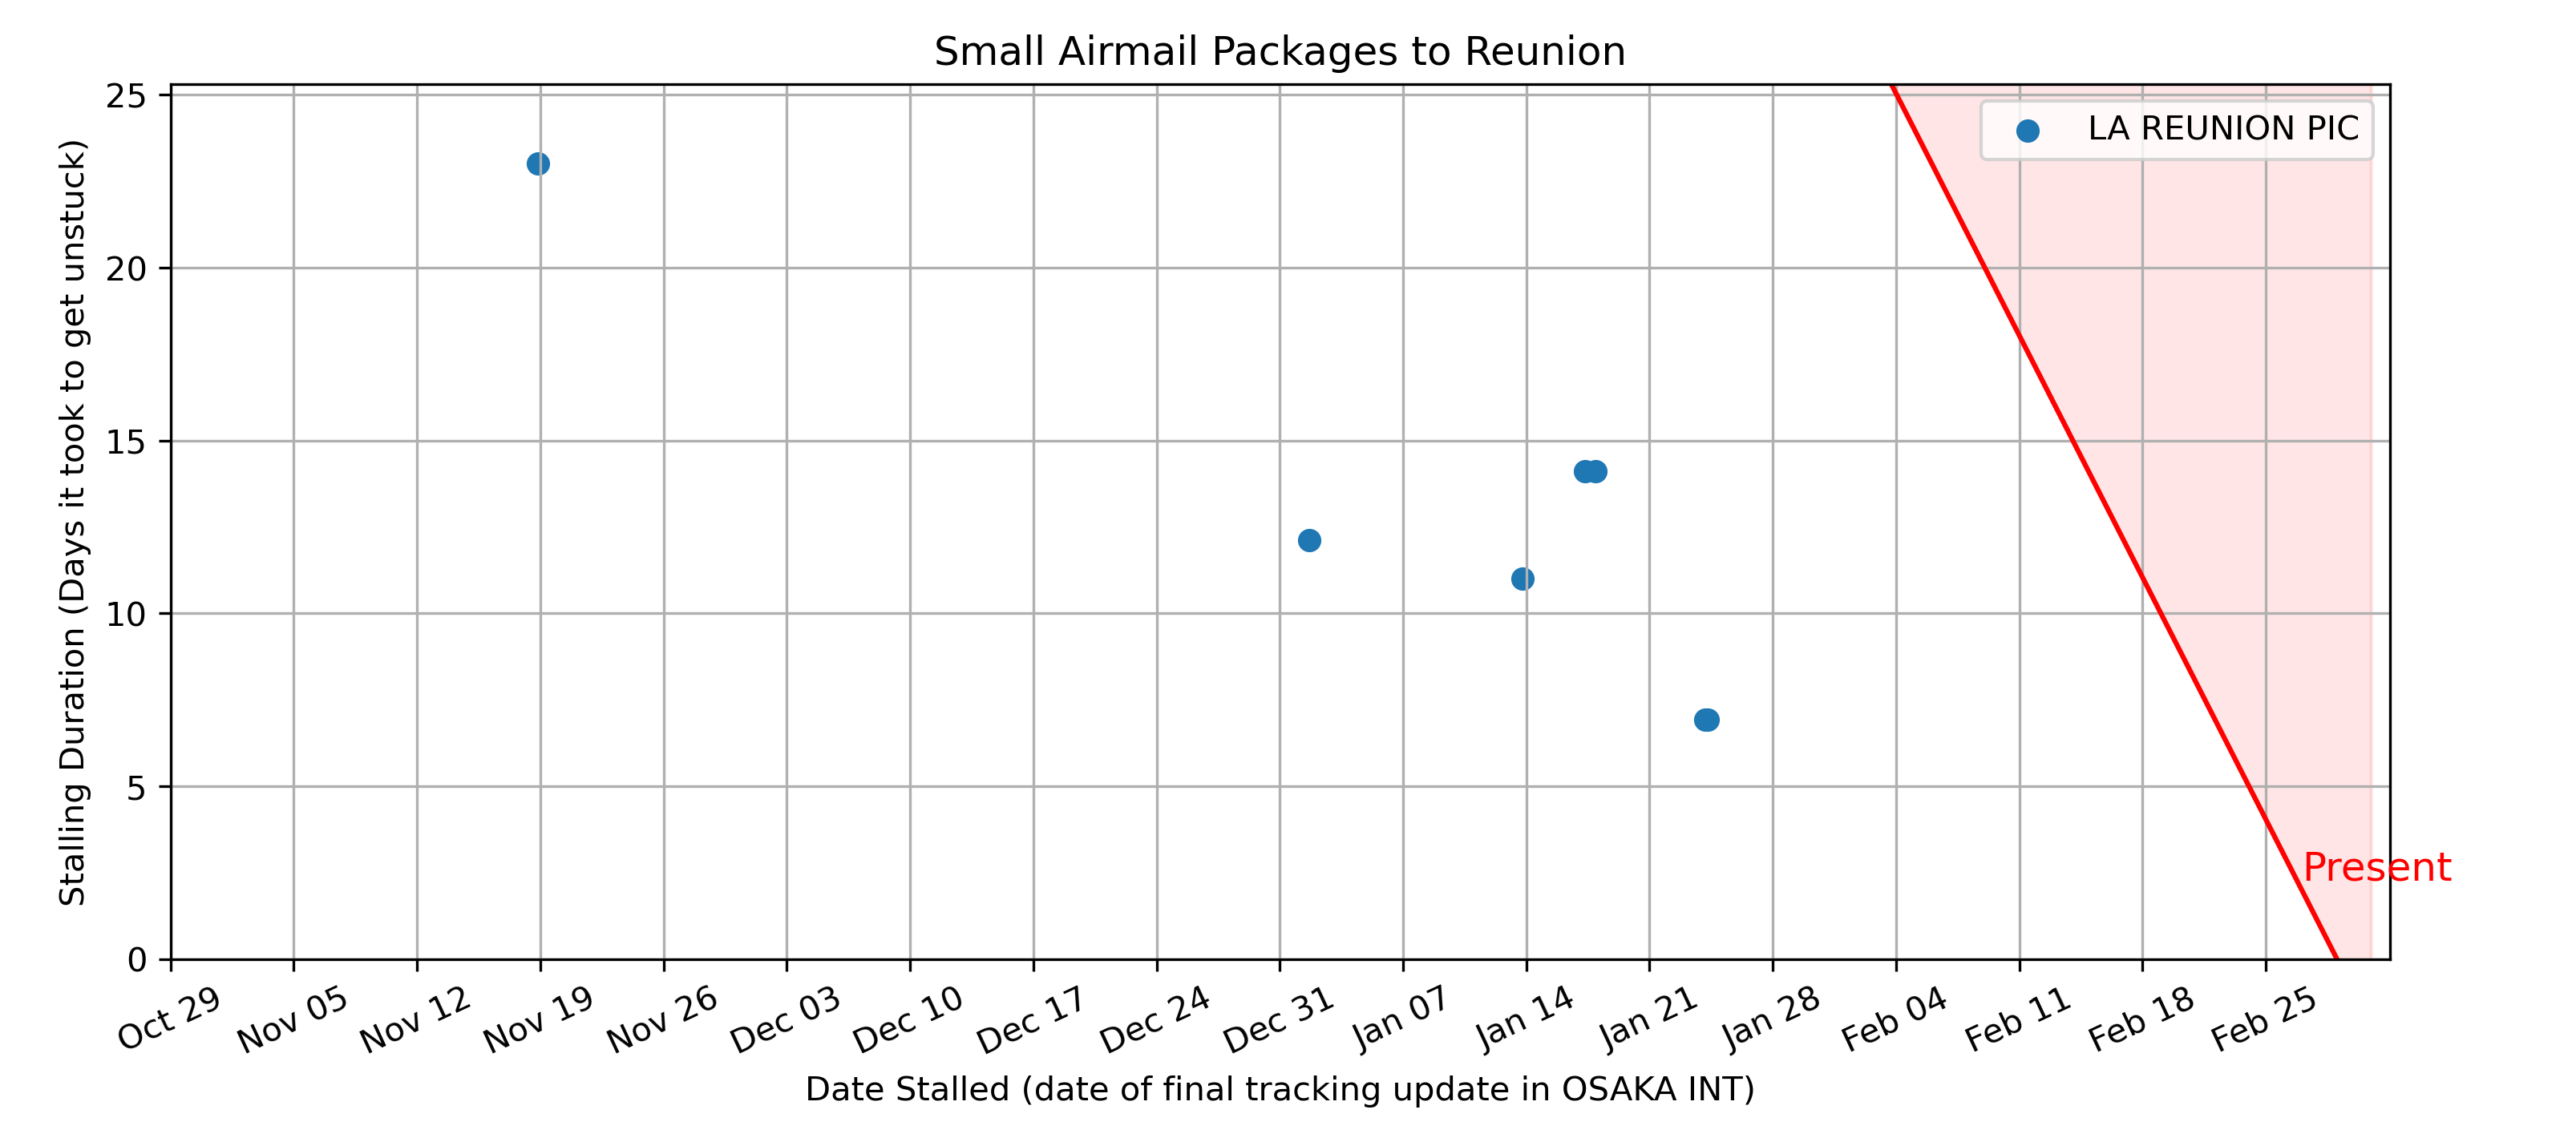 Small Airmail Packages to Reunion
LA REUNION PIC
Stalling Duration (Days it took to get unstuck)
25
20
15
10
5
0
Present
Oct 29
Nov 05
Nov 12
Nov 19
Nov 26
Dec 03
Dec 10
Dec 17
Dec 24
Dec 31
Jan 07
Jan 14
Jan 21
Jan 28
Feb 04
Feb 11
Feb 18
Feb 25
Date Stalled (date of final tracking update in OSAKA INT)